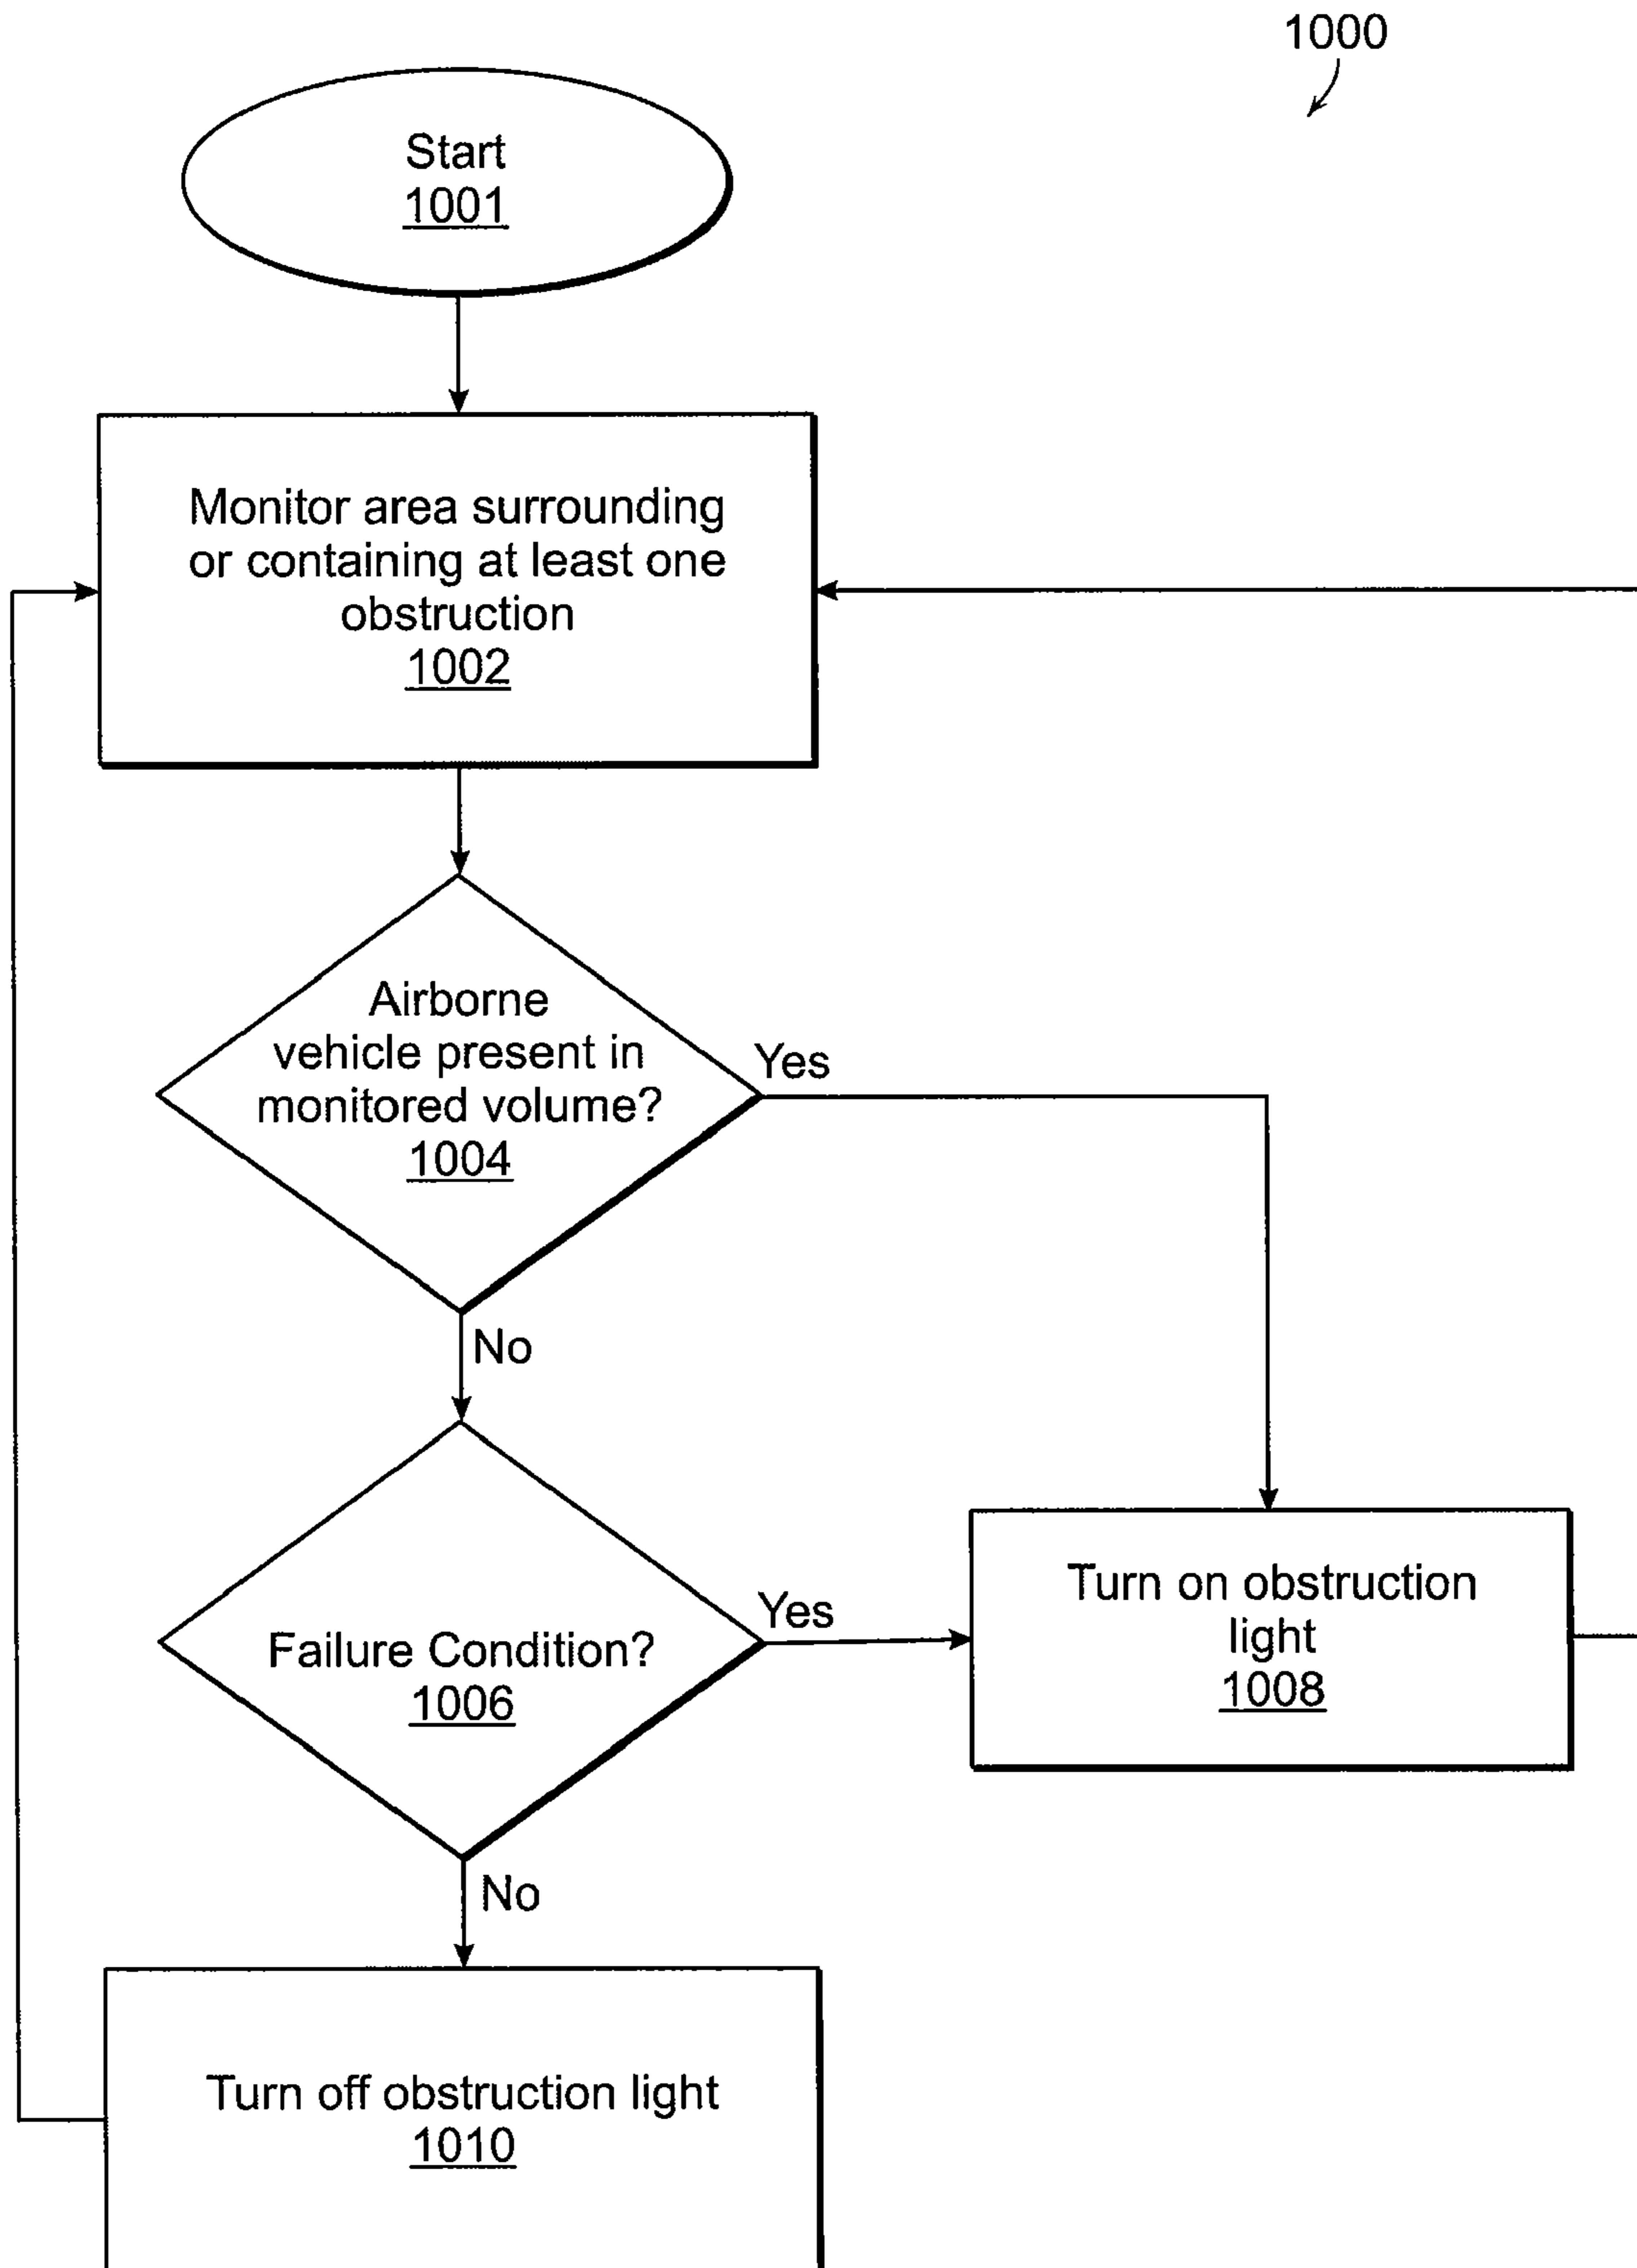 1000
Start
1001
Monitor area surrounding
or containing at least one
obstruction
1002
Airborne
vehicle present in
monitored volume?
1004
Yes
No
Failure Condition?
1006
Yes
Turn on obstruction
light
1008
No
Turn off obstruction light
1010